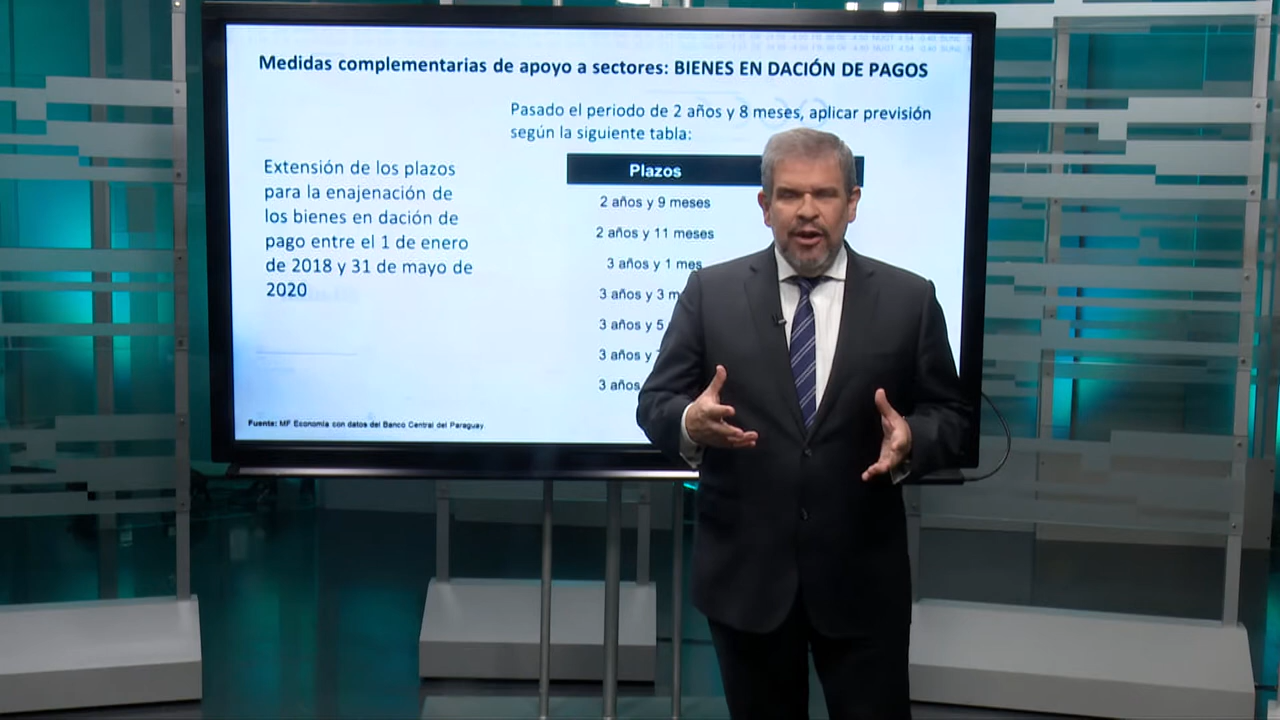 Medidas complementarias de apoyo a sectores: BIENES EN DACIÓN DE PAGOS
Pasado el periodo de 2 años y 8 meses, aplicar previsión
según la siguiente tabla:
Extensión de los plazos
para la enajenación de
los bienes en dación de
pago entre el 1 de enero
de 2018 y 31 de mayo de
2020
Plazos
2 años y 9 meses
2 años y 11 meses
3 años y 1 mes
3 años y 3 m
3 años y 5
3 años y
3 años
Fuente: MF Economía con datos del Banco Central del Paraguay